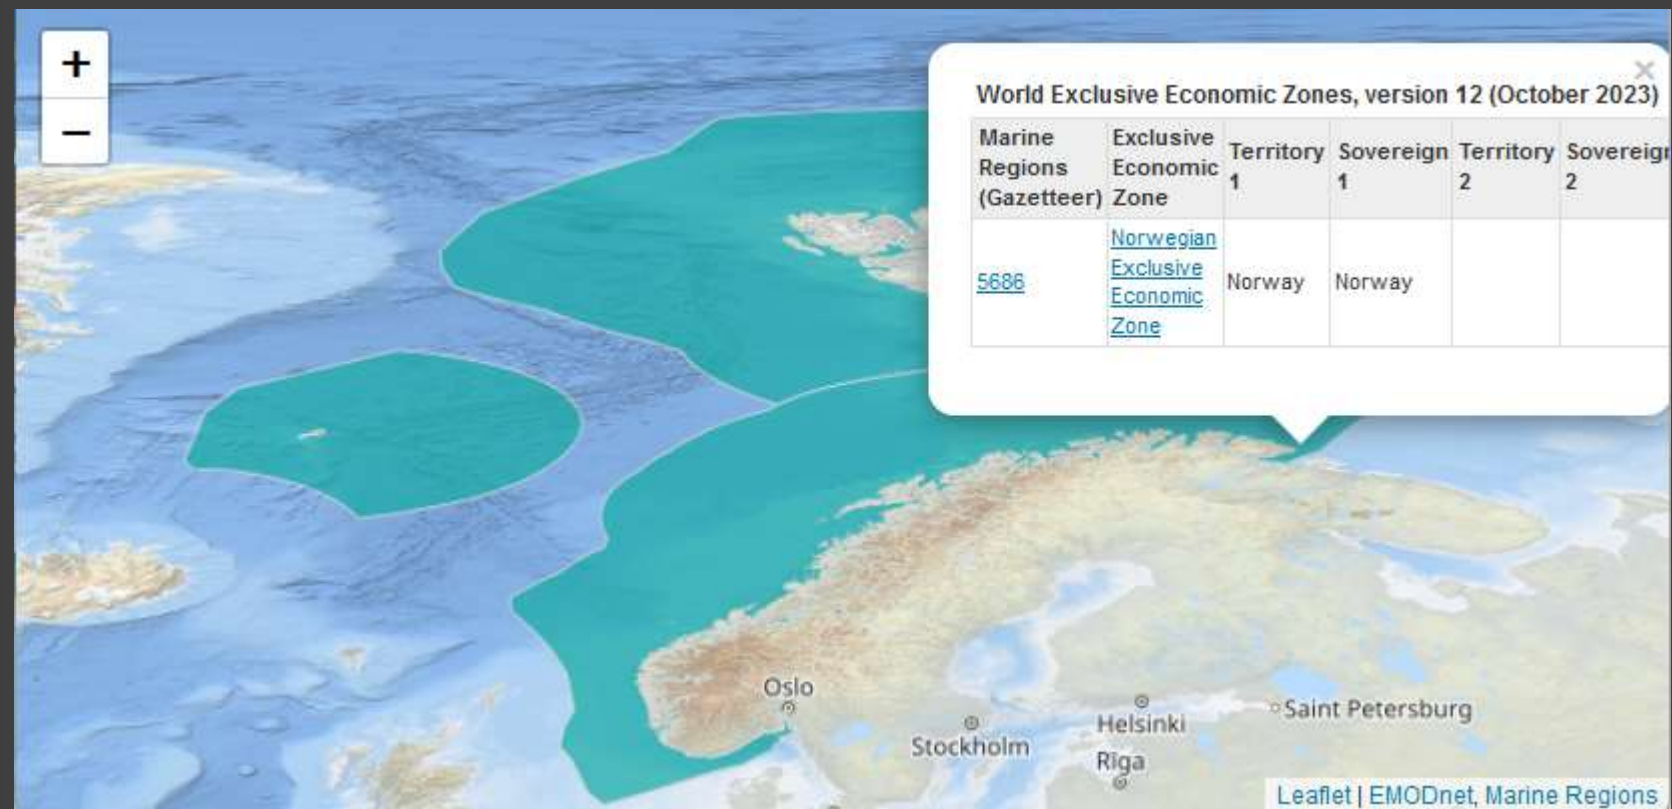 +
−
×
World Exclusive Economic Zones, version 12 (October 2023)
Marine Regions (Gazetteer) Exclusive Economic Zone Territory 1 Sovereign 1 Territory 2 Sovereign 2
5686 Norwegian Exclusive Economic Zone Norway Norway
Oslo
Stockholm
Helsinki
Saint Petersburg
Rīga
Leaflet | EMODnet, Marine Regions